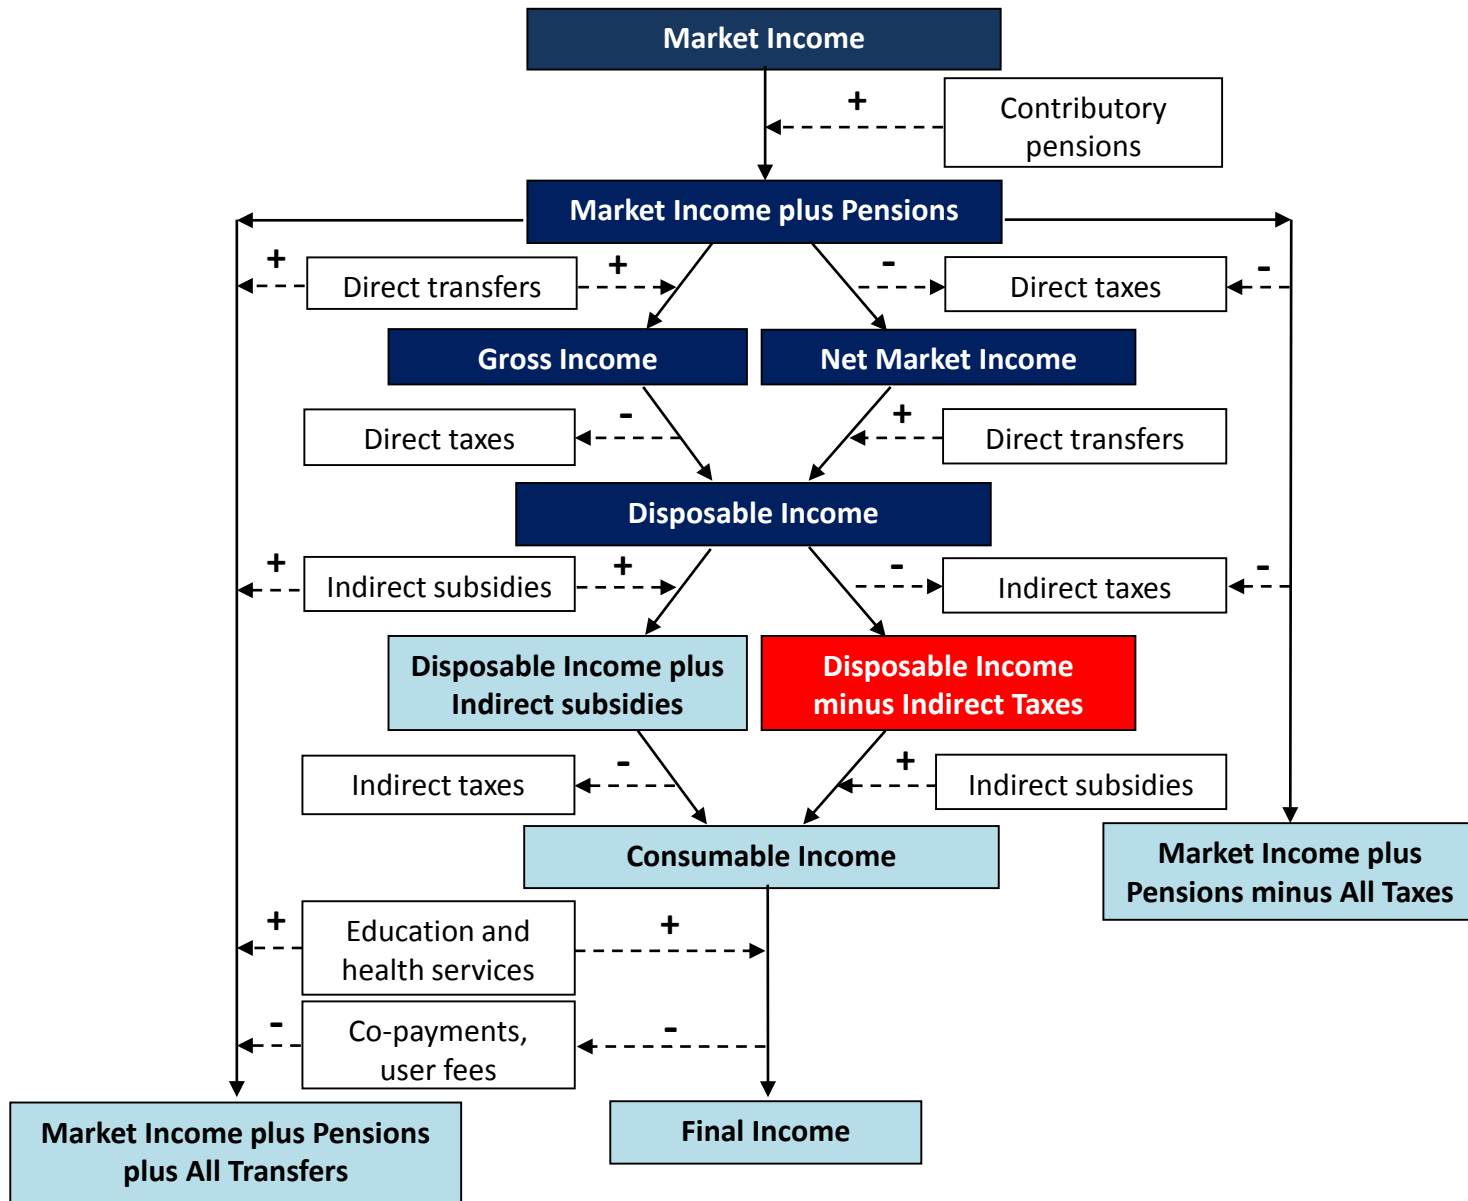 Market Income
+
Contributory
pensions
Market Income plus Pensions
+
Direct transfers
+
-
Direct taxes
-
Gross Income
Net Market Income
Direct taxes
-
+
Direct transfers
Disposable Income
+
Indirect subsidies
+
-
Indirect taxes
-
Disposable Income plus
Indirect subsidies
Disposable Income
minus Indirect Taxes
Indirect taxes
-
+
Indirect subsidies
Consumable Income
Market Income plus
Pensions minus All Taxes
+
Education and
health services
+
-
Co-payments,
user fees
-
Market Income plus Pensions
plus All Transfers
Final Income